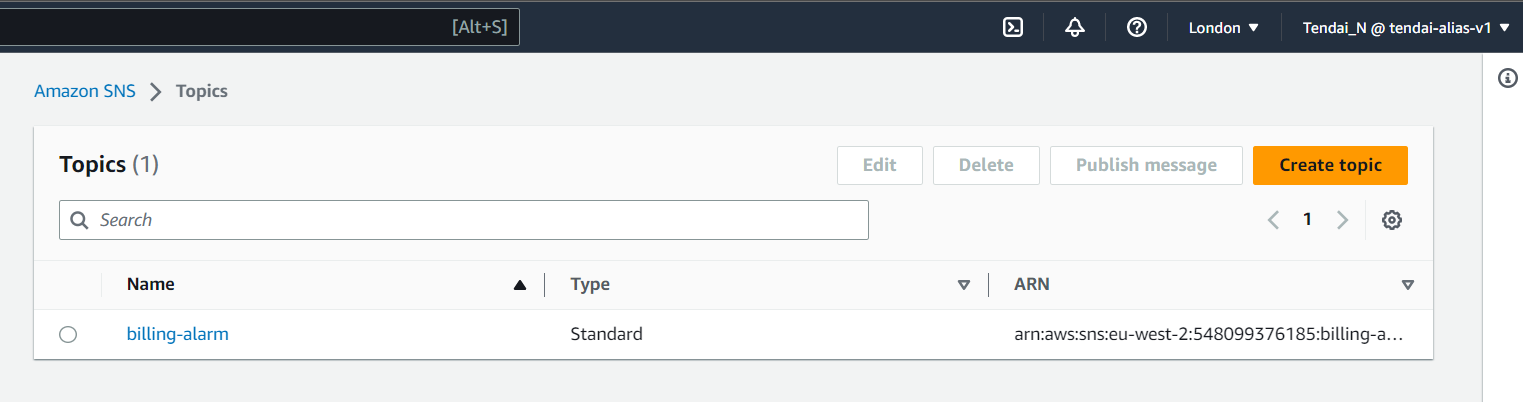 [Alt+S] London Tendai_N @ tendai-alias-v1
Amazon SNS Topics
Topics (1) Edit Delete Publish message Create topic
Search 1
Name Type ARN
billing-alarm Standard arn:aws:sns:eu-west-2:548099376185:billing-a...